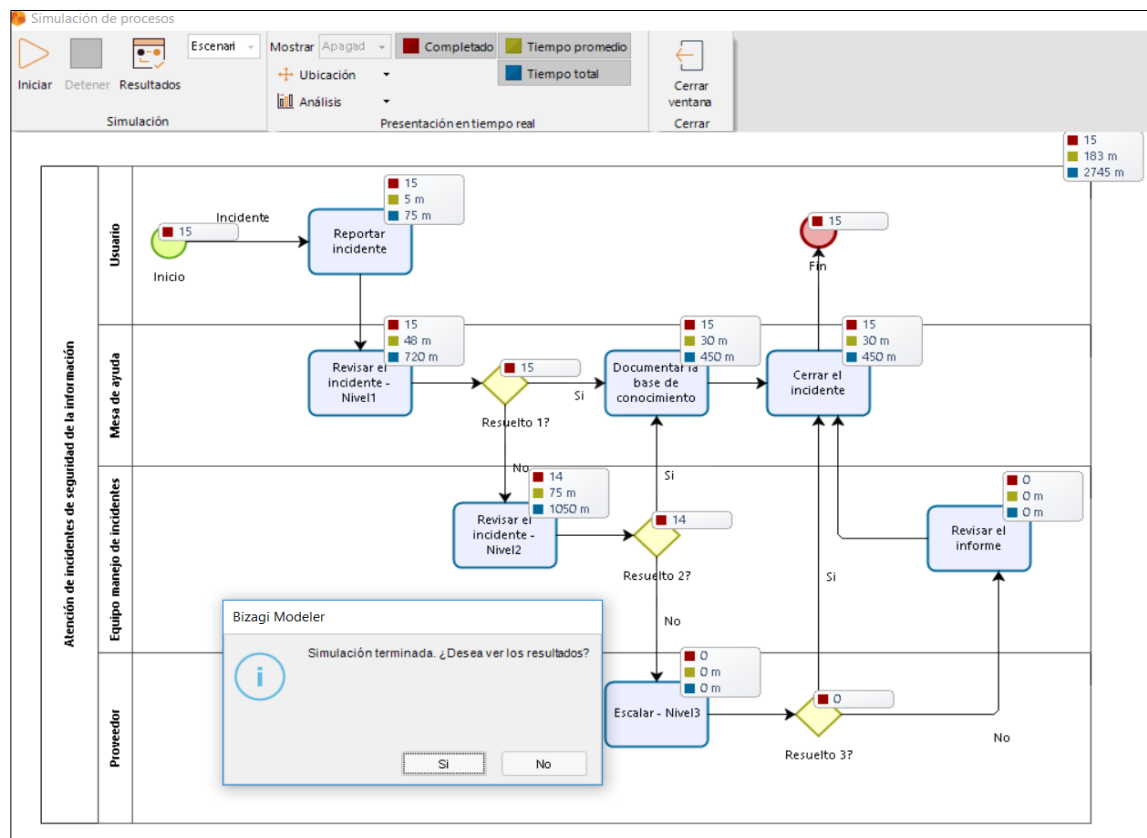 Simulación de procesos
Escenari
Mostrar Apagad
Completado
Tiempo promedio
Ubicación
Tiempo total
Iniciar
Detener
Resultados
Análisis
Cerrar
ventana
Simulación
Presentación en tiempo real
Cerrar
15
183 m
2745 m
Atención de incidentes de seguridad de la información
Usuario
15
5 m
75 m
Incidente
15
Reportar
incidente
15
Inicio
Fin
Mesa de ayuda
15
48 m
720 m
15
30 m
450 m
15
30 m
450 m
Revisar el
incidente -
Nivel1
15
Documentar la
base de
conocimiento
Cerrar el
incidente
Si
Resuelto 1?
No
Equipo manejo de incidentes
14
75 m
1050 m
Si
0
0 m
0 m
Revisar el
incidente -
Nivel2
14
Revisar el
informe
Resuelto 2?
Si
No
Bizagi Modeler
Simulación terminada. ¿Desea ver los resultados?
Si
No
Proveedor
0
0 m
0 m
Escalar - Nivel3
0
No
Resuelto 3?